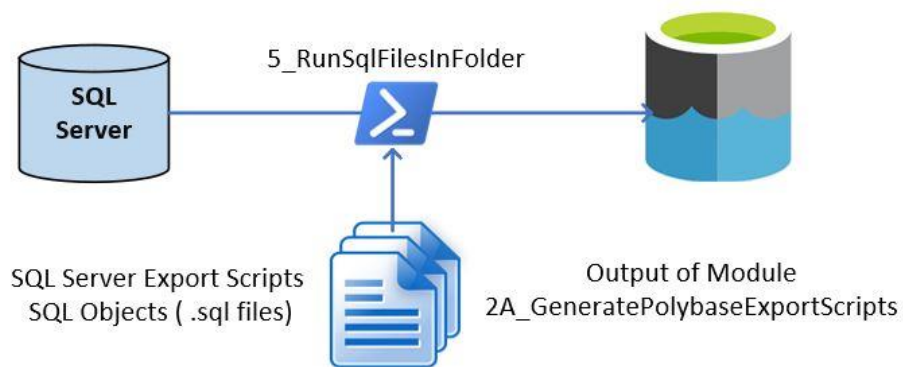 5_RunSqlFilesInFolder
SQL
Server
SQL Server Export Scripts
SQL Objects ( .sql files)
Output of Module
2A_GeneratePolybaseExportScripts